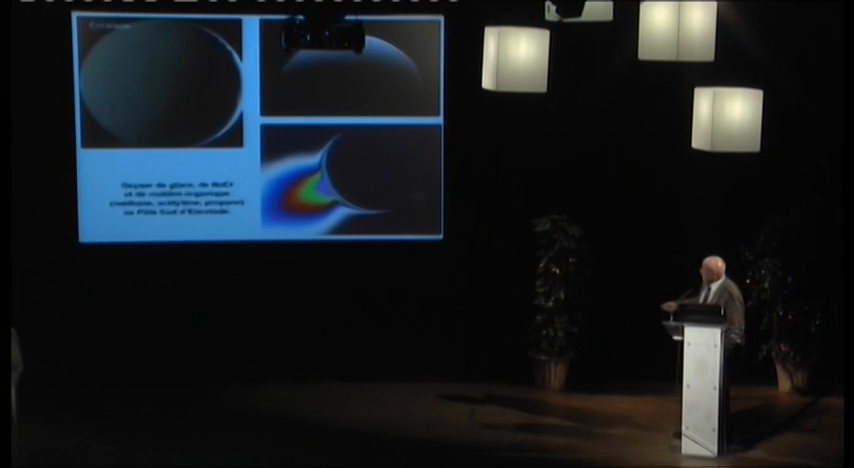 Encelade
Geyser de glace, de NaCl
et de matière organique
(méthane, acétylène, propane)
au Pôle Sud d'Encelade.